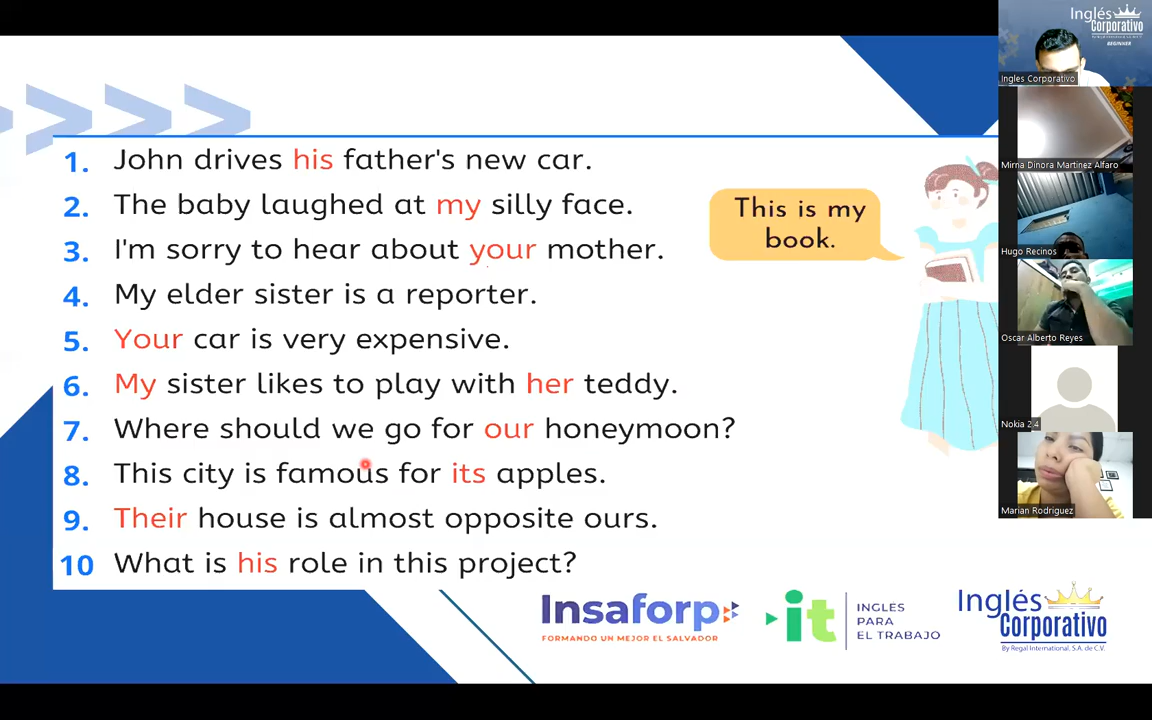 1. John drives his father's new car.
2. The baby laughed at my silly face.
3. I'm sorry to hear about your mother.
4. My elder sister is a reporter.
5. Your car is very expensive.
6. My sister likes to play with her teddy.
7. Where should we go for our honeymoon?
8. This city is famous for its apples.
9. Their house is almost opposite ours.
10 What is his role in this project?
This is my
book.
Insaforp
FORMANDO UN MEJOR EL SALVADOR
it
INGLES
PARA
EL TRABAJO
Inglés
Corporativo
By Regal International, S.A. de C.V.
Inglés
Corporativo
BEGINNER
Ingles Corporativo
Mirna Dinora Martinez Alfaro
Hugo Recinos
Oscar Alberto Reyes
Nokia 2.4
Marian Rodriguez